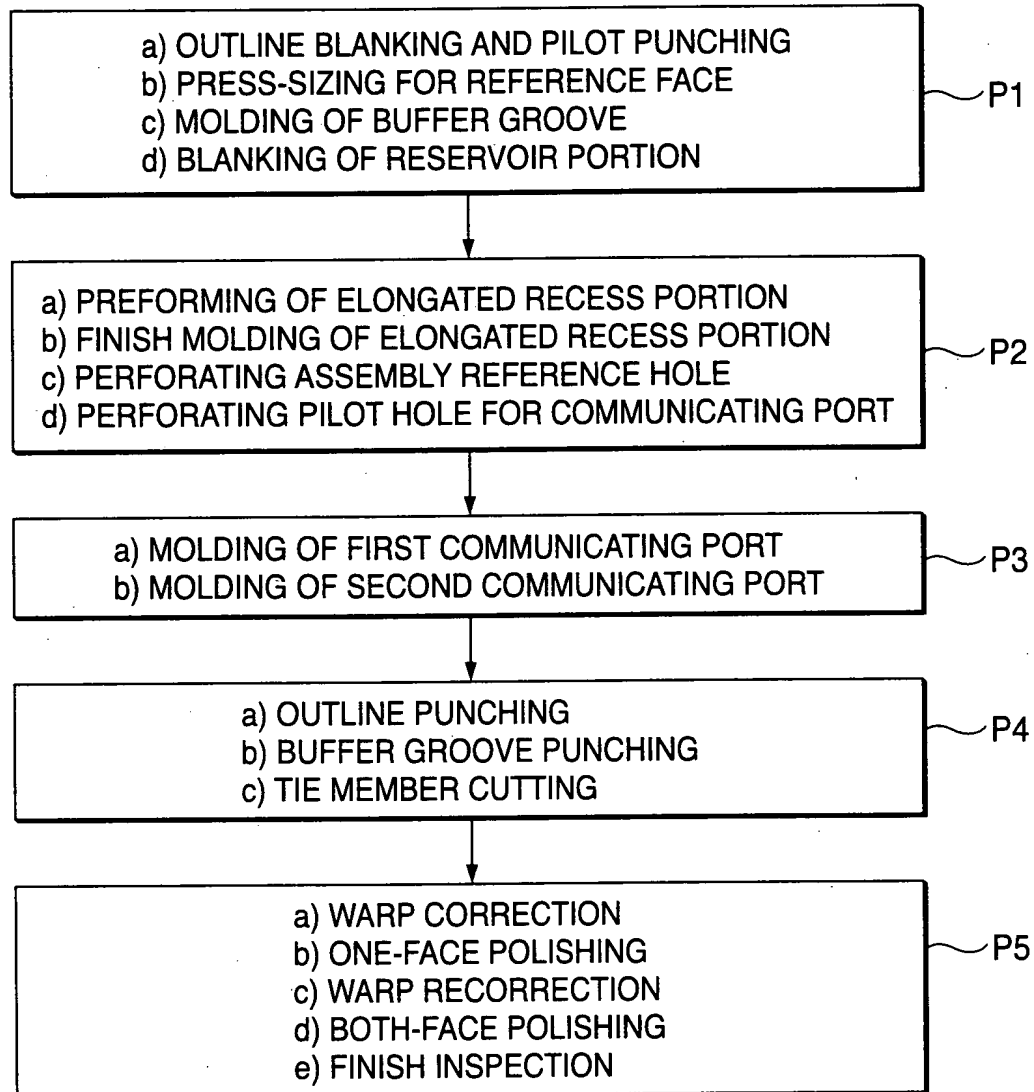 a) OUTLINE BLANKING AND PILOT PUNCHING
b) PRESS-SIZING FOR REFERENCE FACE
c) MOLDING OF BUFFER GROOVE
d) BLANKING OF RESERVOIR PORTION
P1
a) PREFORMING OF ELONGATED RECESS PORTION
b) FINISH MOLDING OF ELONGATED RECESS PORTION
c) PERFORATING ASSEMBLY REFERENCE HOLE
d) PERFORATING PILOT HOLE FOR COMMUNICATING PORT
P2
a) MOLDING OF FIRST COMMUNICATING PORT
b) MOLDING OF SECOND COMMUNICATING PORT
P3
a) OUTLINE PUNCHING
b) BUFFER GROOVE PUNCHING
c) TIE MEMBER CUTTING
P4
a) WARP CORRECTION
b) ONE-FACE POLISHING
c) WARP RECORRECTION
d) BOTH-FACE POLISHING
e) FINISH INSPECTION
P5